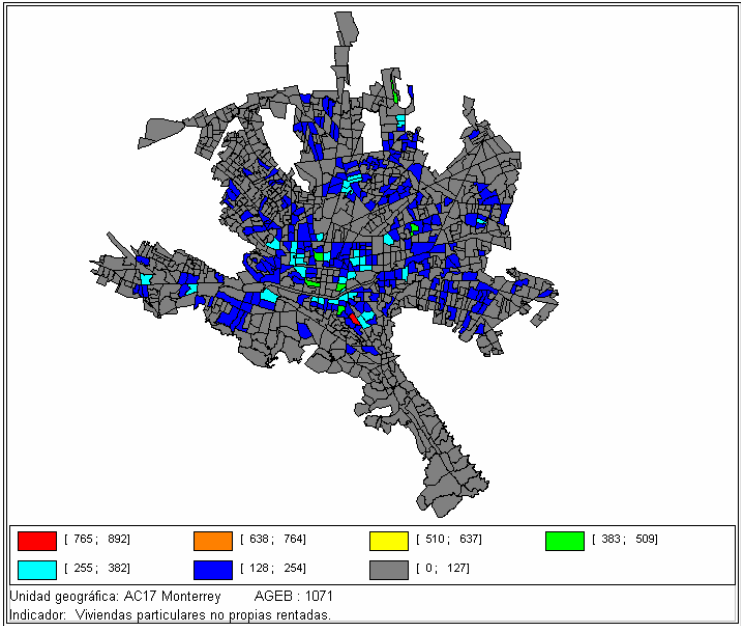 [ 765 ; 892] [ 638 ; 764] [ 510 ; 637] [ 383 ; 509]
[ 255 ; 382] [ 128 ; 254] [ 0 ; 127]
Unidad geográfica: AC17 Monterrey AGEB : 1071
Indicador: Viviendas particulares no propias rentadas.